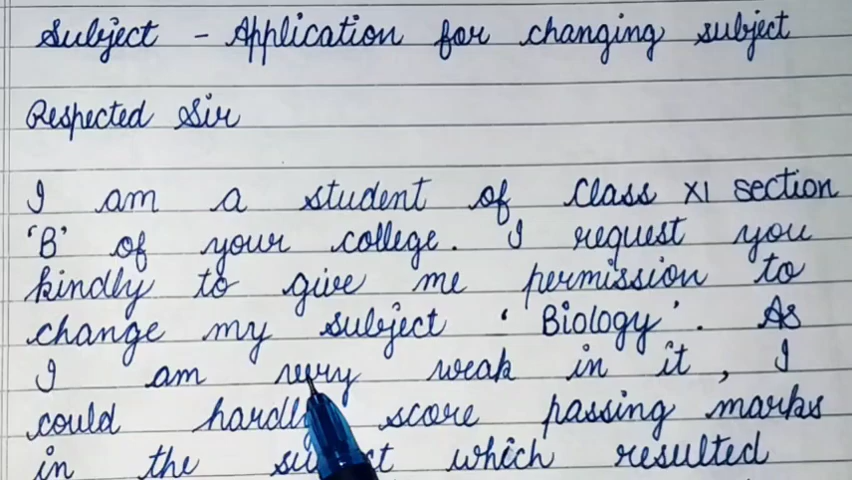 Subject - Application for changing subject
Respected Sir
I am a student of class XI section
'B' of your college. I request you
kindly to give me permission to
change my subject 'Biology'. As
I am very weak in it, I
could hardly score passing marks
in the subject which resulted